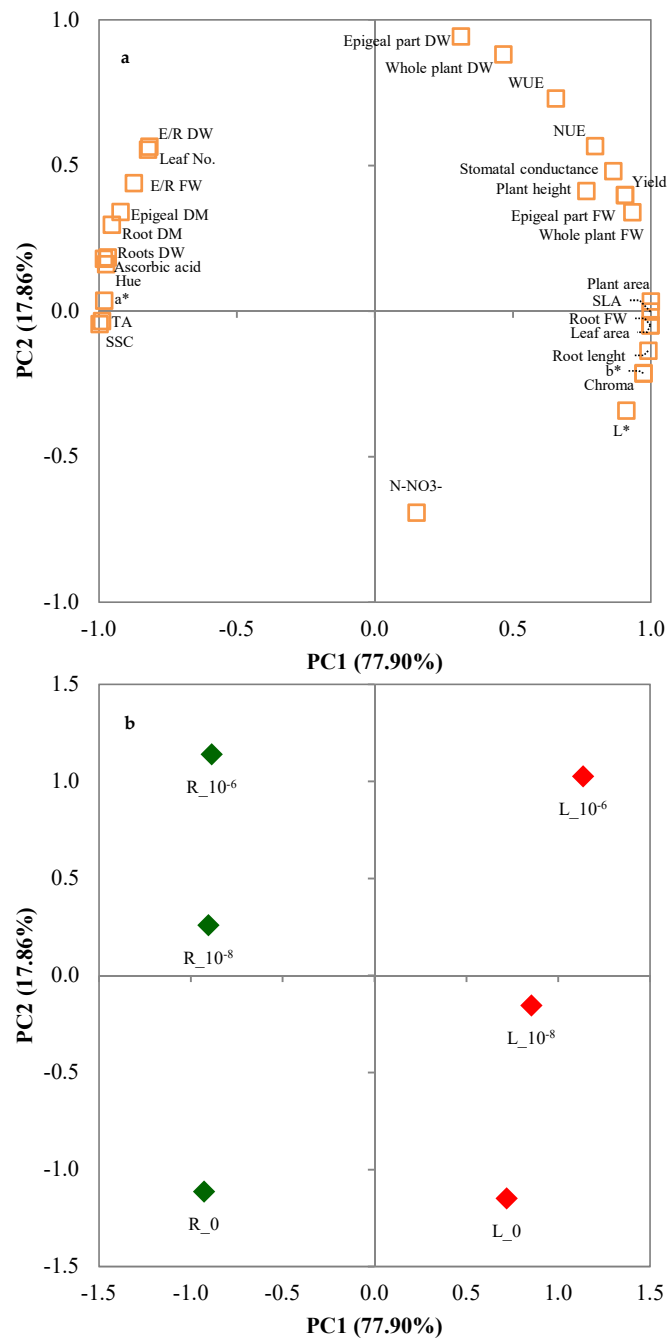 1.0
a
Epigeal part DW
Whole plant DW
WUE
E/R DW
NUE
Leaf No.
0.5
Stomatal conductance
E/R FW
Plant height
Yield
Epigeal DM
Epigeal part FW
Root DM
Whole plant FW
Roots DW
Ascorbic acid
Hue
Plant area
a*
SLA
PC2 (17.86%)
0.0
TA
Root FW
SSC
Leaf area
Root lenght
b*
Chroma
L*
-0.5
N-NO3-
-1.0
-1.0 -0.5 0.0 0.5 1.0
PC1 (77.90%)
1.5
b
R_10-6
L_10-6
1.0
0.5
R_10-8
PC2 (17.86%)
0.0
L_10-8
-0.5
-1.0
R_0
L_0
-1.5
-1.5 -1.0 -0.5 0.0 0.5 1.0 1.5
PC1 (77.90%)